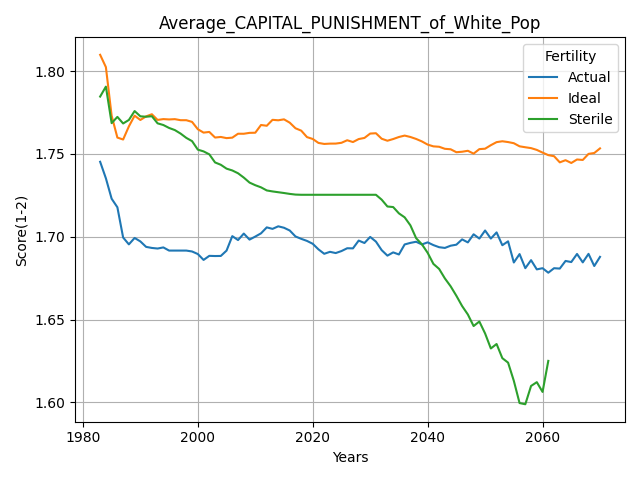 Average_CAPITAL_PUNISHMENT_of_White_Pop
Fertility
Actual
Ideal
Sterile
Score(1-2)
1.80
1.75
1.70
1.65
1.60
1980
2000
2020
2040
2060
Years